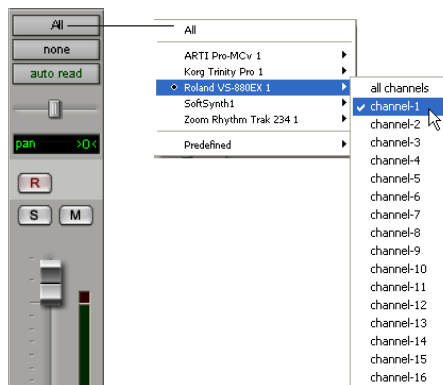 All
none
auto read
pan >0<
R
S M
All
ARTI Pro-MCv 1
Korg Trinity Pro 1
Roland VS-880EX 1
SoftSynth1
Zoom Rhythm Trak 234 1
Predefined
all channels
channel-1
channel-2
channel-3
channel-4
channel-5
channel-6
channel-7
channel-8
channel-9
channel-10
channel-11
channel-12
channel-13
channel-14
channel-15
channel-16